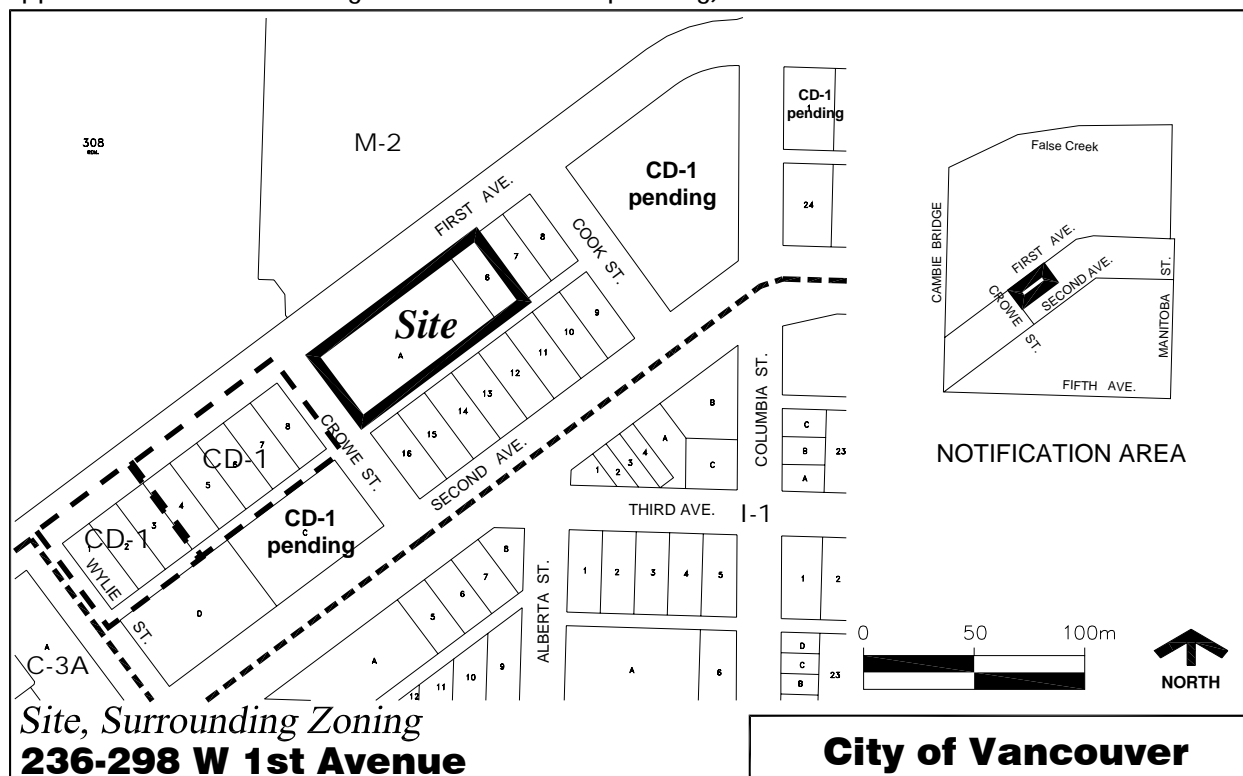 308
M-2
CD-1
pending
1
CD-1
pending
24
FIRST AVE.
COOK ST.
8
7
6
Site
A
9
10
11
12
13
14
15
16
CROWE ST.
SECOND AVE.
COLUMBIA ST.
CD-1
8
7
6
5
4
3
2
CD-1
WYLIE
ST.
CD-1
C
pending
D
A
C-3A
B
A
4
3
2
1
C
C
B
A
23
THIRD AVE.
I-1
ALBERTA ST.
8
7
6
5
A
12
11
10
9
1
2
3
4
5
A
6
1
2
D
C
B
23
False Creek
CAMBIE BRIDGE
FIRST AVE.
SECOND AVE.
CROWE
ST.
MANITOBA ST.
FIFTH AVE.
NOTIFICATION AREA
0 50 100m
NORTH
Site, Surrounding Zoning
236-298 W 1st Avenue
City of Vancouver